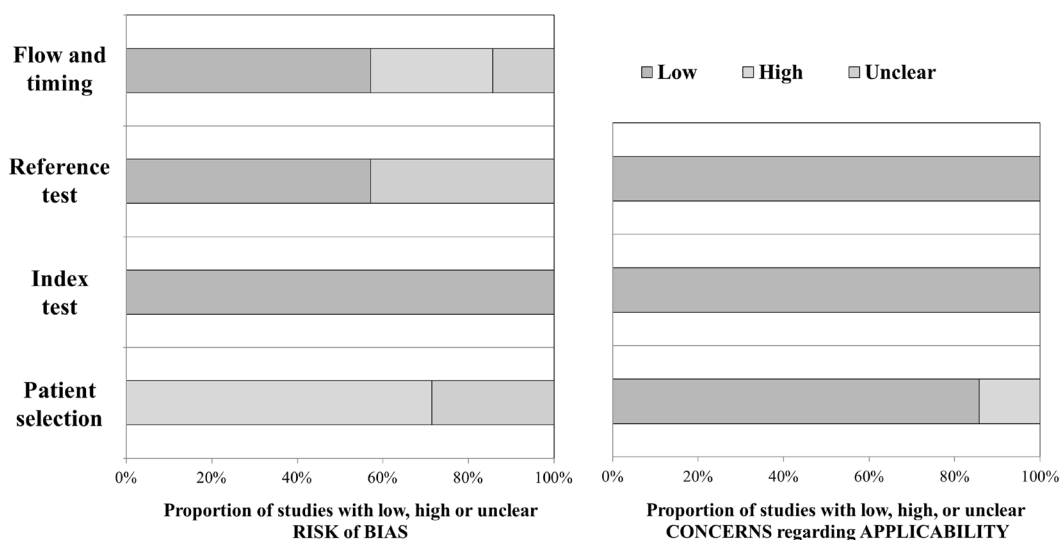 Flow and
timing
Reference
test
Index
test
Patient
selection
0% 20% 40% 60% 80% 100%
Proportion of studies with low, high or unclear
RISK of BIAS
Low High Unclear
0% 20% 40% 60% 80% 100%
Proportion of studies with low, high, or unclear
CONCERNS regarding APPLICABILITY